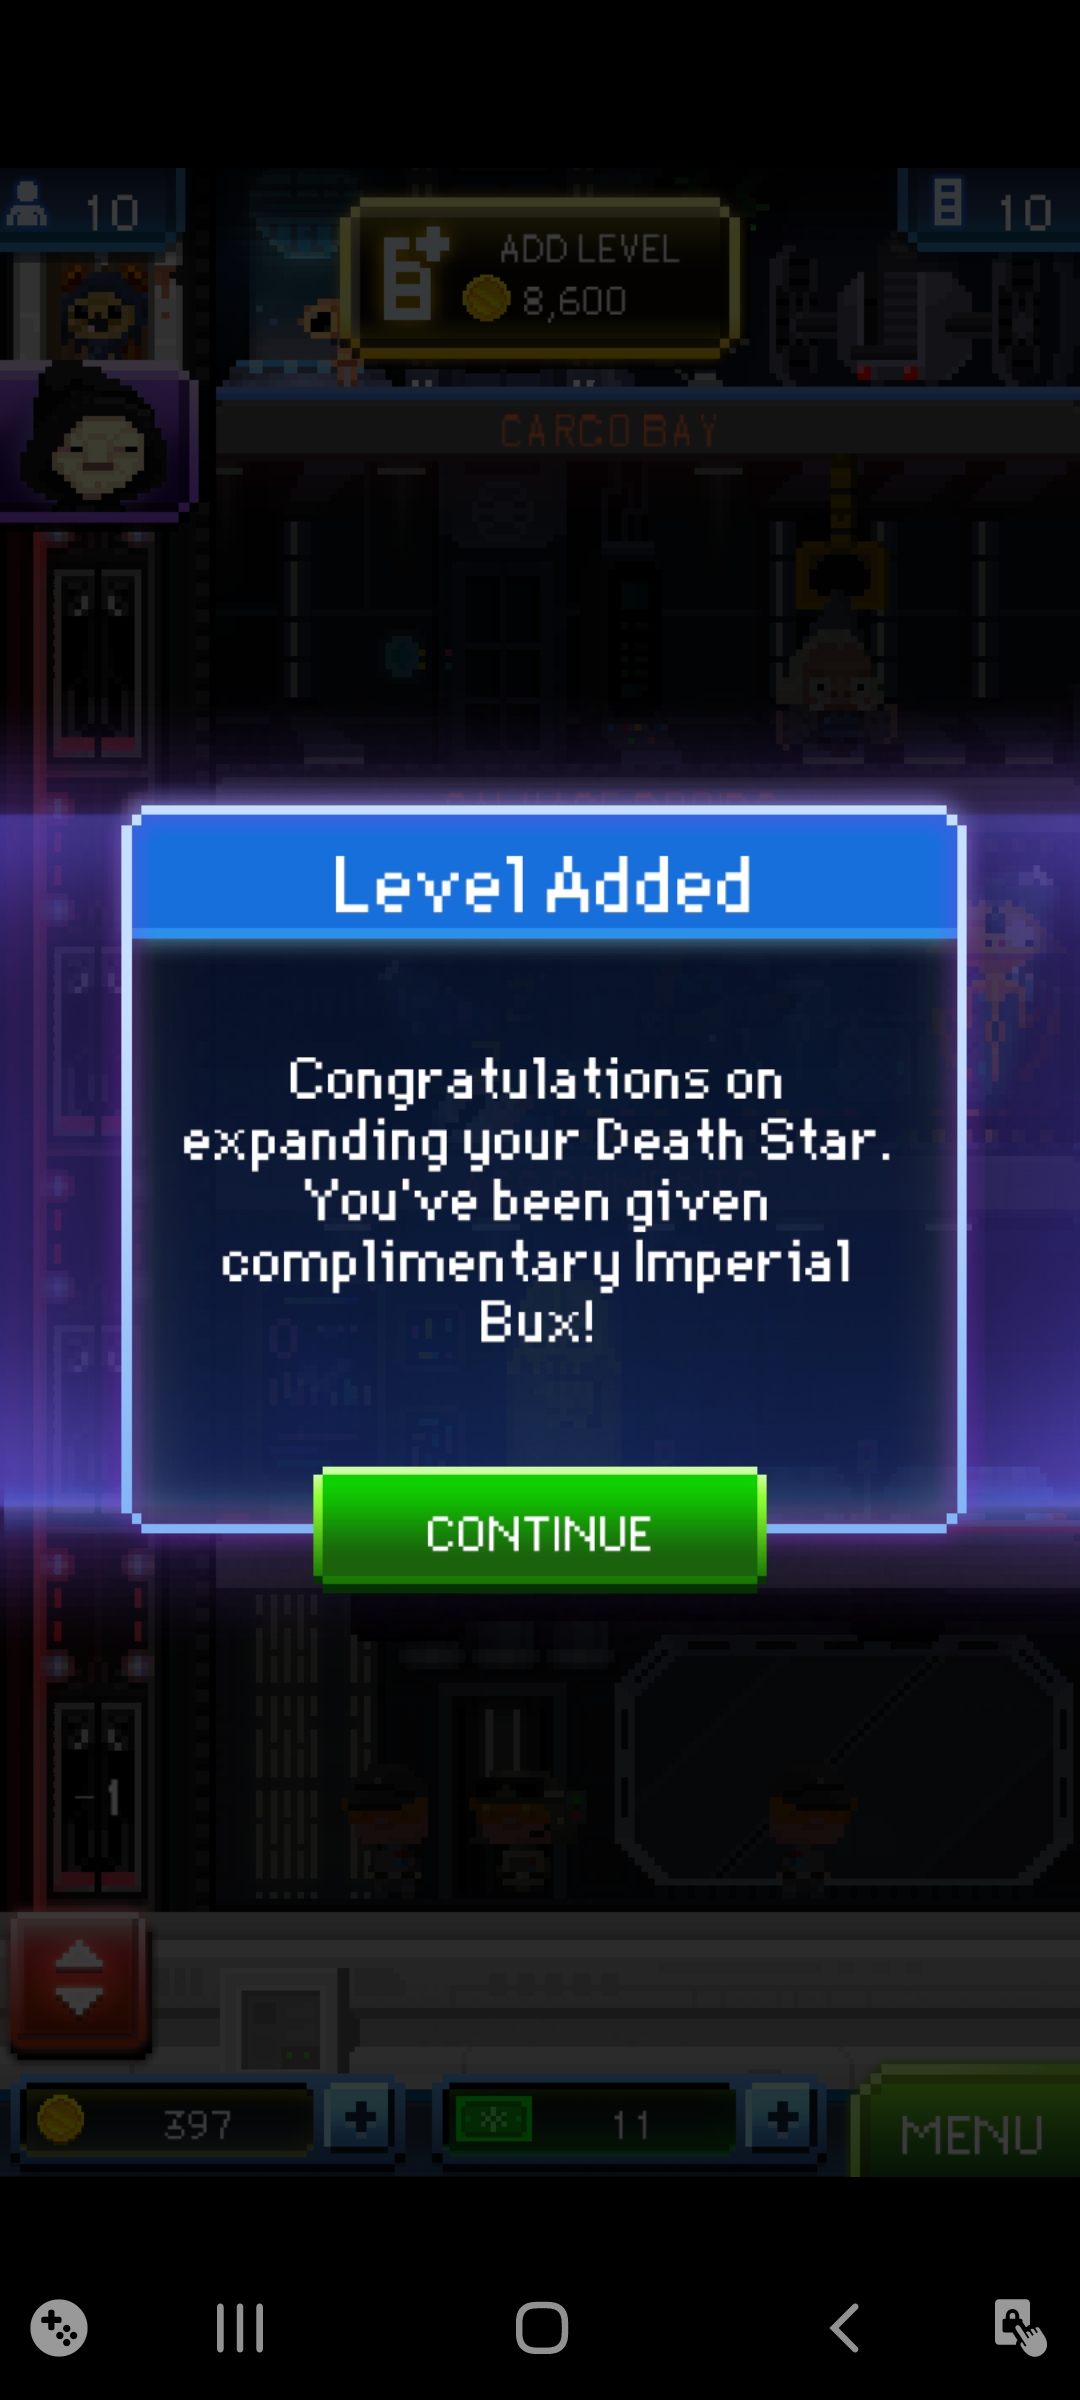 10
ADD LEVEL
10
8,600
CARGO BAY
Level Added
Congratulations on
expanding your Death Star.
You've been given
complimentary Imperial
Bux!
CONTINUE
-1
397
11
MENU